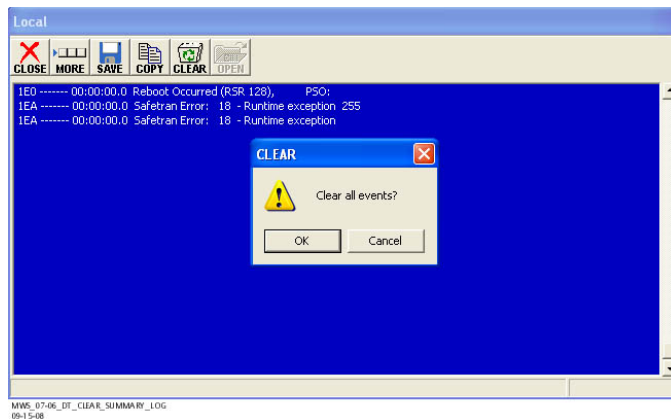 Local
CLOSE MORE SAVE COPY CLEAR OPEN
1E0 ------- 00:00:00.0 Reboot Occurred (RSR 128), PSO:
1EA ------- 00:00:00.0 Safetran Error: 18 - Runtime exception 255
1EA ------- 00:00:00.0 Safetran Error: 18 - Runtime exception
CLEAR
Clear all events?
OK Cancel
MWS_07-06_DT_CLEAR_SUMMARY_LOG
09-15-08